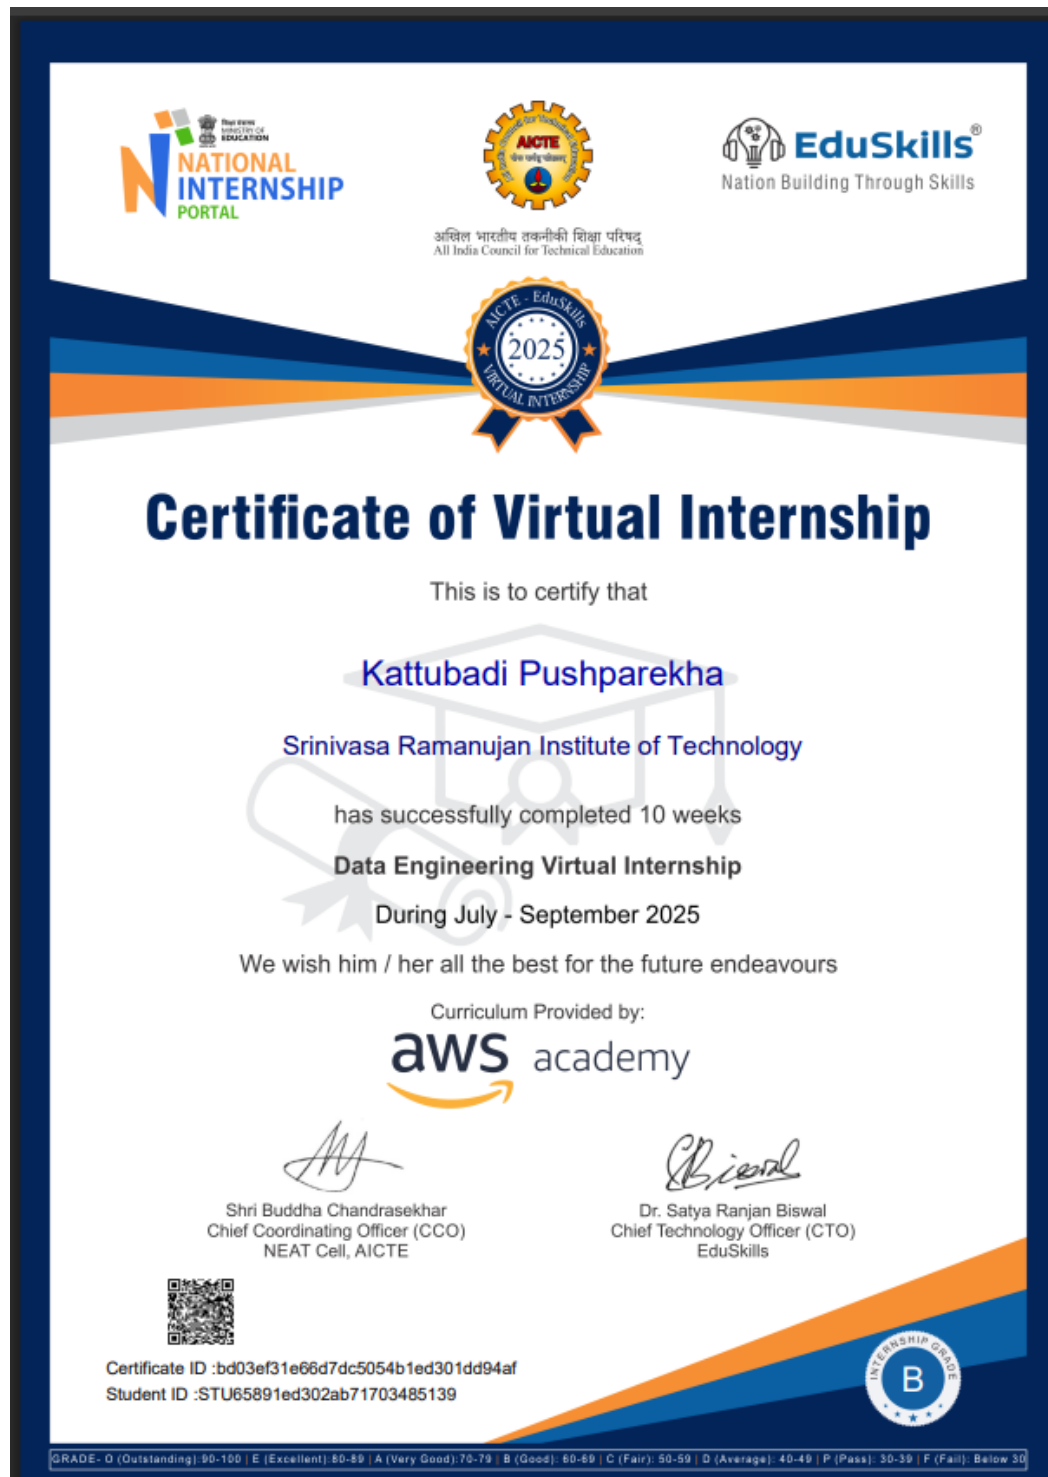 शिक्षा मंत्रालय
MINISTRY OF
EDUCATION
NATIONAL
INTERNSHIP
PORTAL
AICTE
अखिल भारतीय तकनीकी शिक्षा परिषद्
All India Council for Technical Education
EduSkills®
Nation Building Through Skills
AICTE - EduSkills
2025
VIRTUAL INTERNSHIP
Certificate of Virtual Internship
This is to certify that
Kattubadi Pushparekha
Srinivasa Ramanujan Institute of Technology
has successfully completed 10 weeks
Data Engineering Virtual Internship
During July - September 2025
We wish him / her all the best for the future endeavours
Curriculum Provided by:
aws academy
Shri Buddha Chandrasekhar
Chief Coordinating Officer (CCO)
NEAT Cell, AICTE
Dr. Satya Ranjan Biswal
Chief Technology Officer (CTO)
EduSkills
Certificate ID :bd03ef31e66d7dc5054b1ed301dd94af
Student ID :STU65891ed302ab71703485139
INTERNSHIP GRADE
B
GRADE- O (Outstanding):90-100 | E (Excellent):80-89 | A (Very Good):70-79 | B (Good): 60-69 | C (Fair): 50-59 | D (Average): 40-49 | P (Pass): 30-39 | F (Fail): Below 30